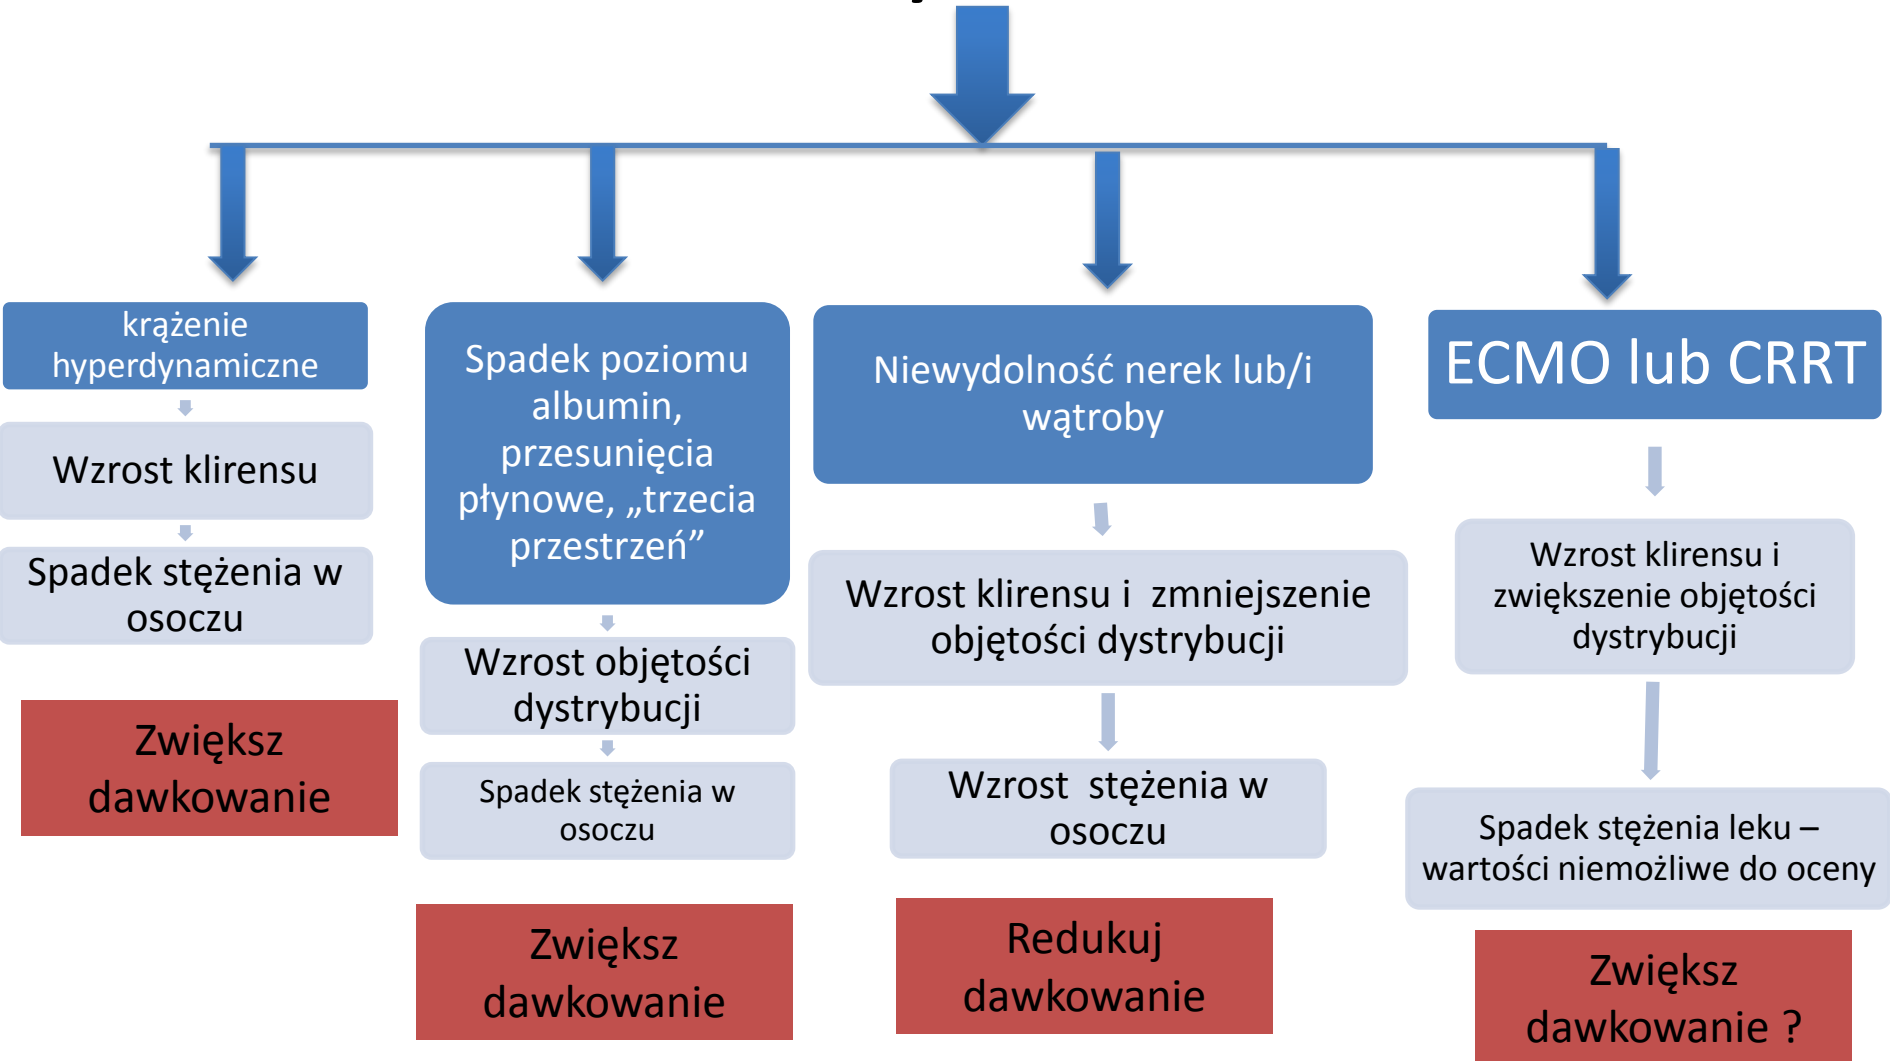 krążenie
hyperdynamiczne
Wzrost klirensu
Spadek stężenia w
osoczu
Zwiększ
dawkowanie
Spadek poziomu
albumin,
przesunięcia
płynowe, „trzecia
przestrzeń”
Wzrost objętości
dystrybucji
Spadek stężenia w
osoczu
Zwiększ
dawkowanie
Niewydolność nerek lub/i
wątroby
Wzrost klirensu i  zmniejszenie
objętości dystrybucji
Wzrost  stężenia w
osoczu
Redukuj
dawkowanie
ECMO lub CRRT
Wzrost klirensu i
zwiększenie objętości
dystrybucji
Spadek stężenia leku –
wartości niemożliwe do oceny
Zwiększ
dawkowanie ?